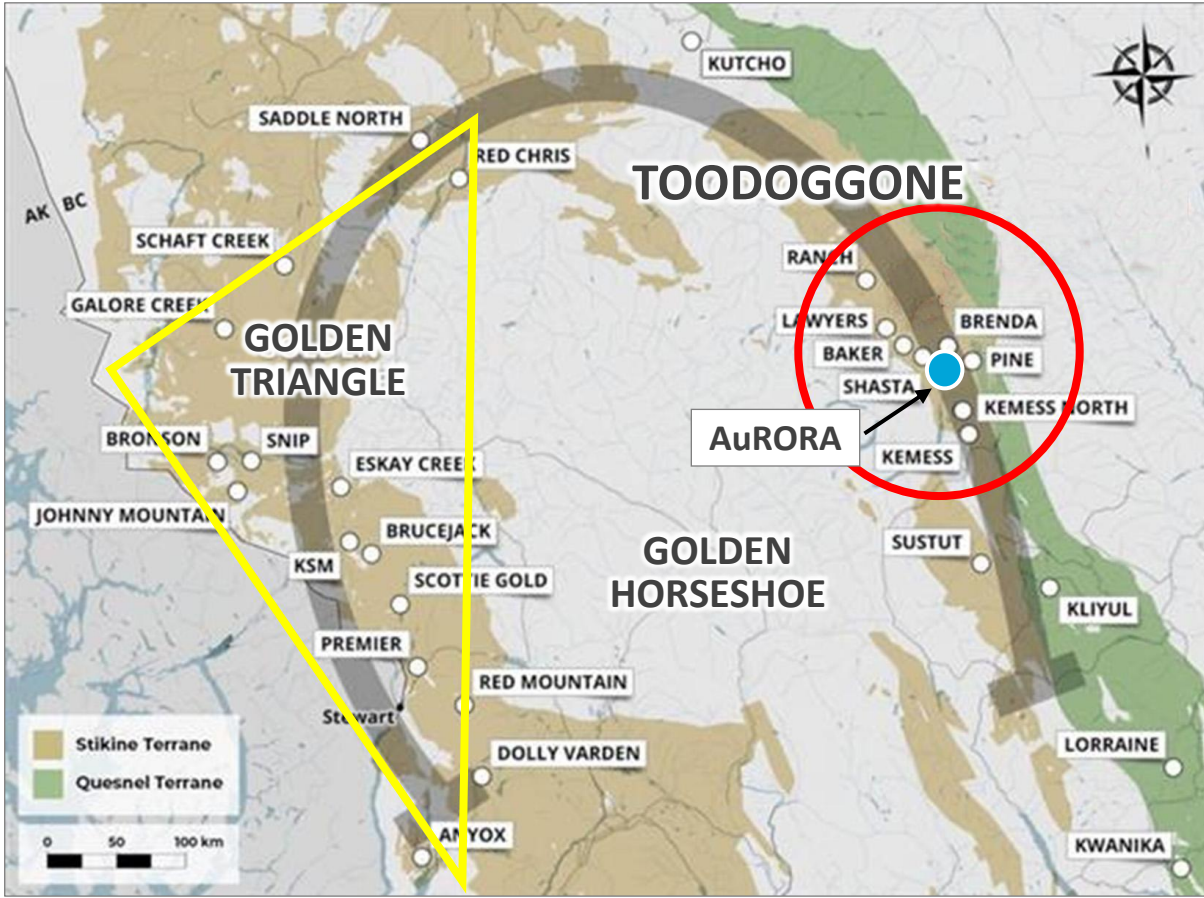 KUTCHO
SADDLE NORTH
RED CHRIS
TOODOGGONE
AK BC
SCHAFT CREEK
RANCH
GALORE CREEK
LAWYERS
BRENDA
GOLDEN
TRIANGLE
BAKER
PINE
SHASTA
KEMESS NORTH
AuRORA
BRONSON
SNIP
KEMESS
ESKAY CREEK
JOHNNY MOUNTAIN
BRUCEJACK
GOLDEN
HORSESHOE
SUSTUT
KSM
SCOTTIE GOLD
KLIYUL
PREMIER
RED MOUNTAIN
Stewart
Stikine Terrane
DOLLY VARDEN
LORRAINE
Quesnel Terrane
ANYOX
0 50 100 km
KWANIKA